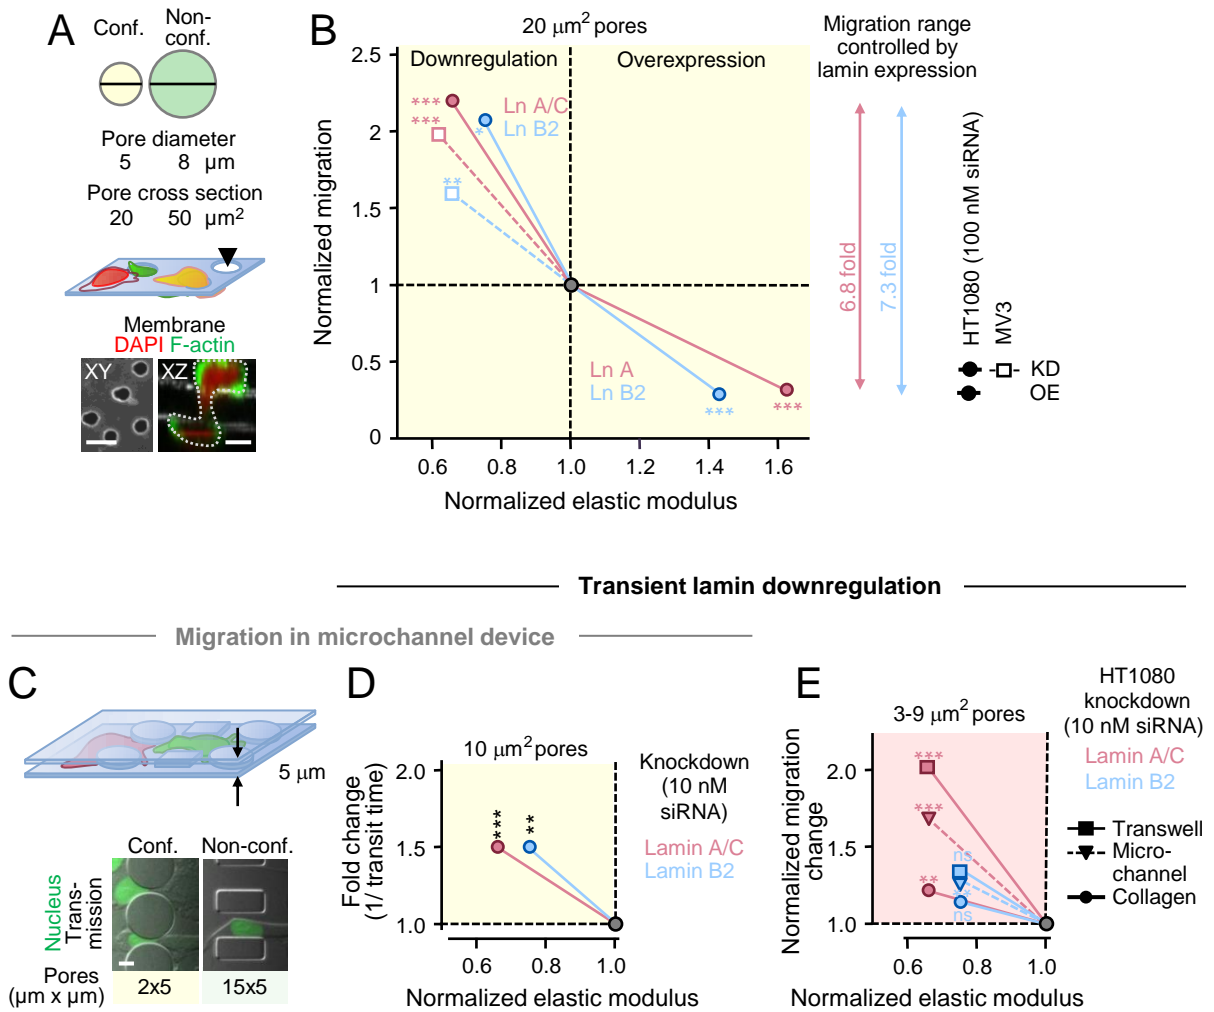 A
Conf.
Non-
conf.
Pore diameter
5 8 μm
Pore cross section
20 50 μm2
Membrane
DAPI F-actin
XY
XZ
B
20 μm2 pores
Downregulation
Overexpression
2.5
2
1.5
1
0.5
0
Normalized migration
***
***
*
**
Ln A/C
Ln B2
Ln A
Ln B2
***
***
0.6 0.8 1.0 1.2 1.4 1.6
Normalized elastic modulus
Migration range
controlled by
lamin expression
6.8 fold
7.3 fold
HT1080 (100 nM siRNA)
MV3
KD
OE
Transient lamin downregulation
Migration in microchannel device
C
5 μm
Conf.
Non-conf.
Nucleus
Trans-
mission
Pores
(μm x μm)
2x5
15x5
D
10 μm2 pores
2.0
1.5
1.0
Fold change
(1/ transit time)
***
**
0.6 0.8 1.0
Normalized elastic modulus
Knockdown
(10 nM
siRNA)
Lamin A/C
Lamin B2
E
3-9 μm2 pores
2.0
1.5
1.0
Normalized migration
change
***
***
ns
**
**
ns
0.6 0.8 1.0
Normalized elastic modulus
HT1080
knockdown
(10 nM siRNA)
Lamin A/C
Lamin B2
Transwell
Micro-
channel
Collagen